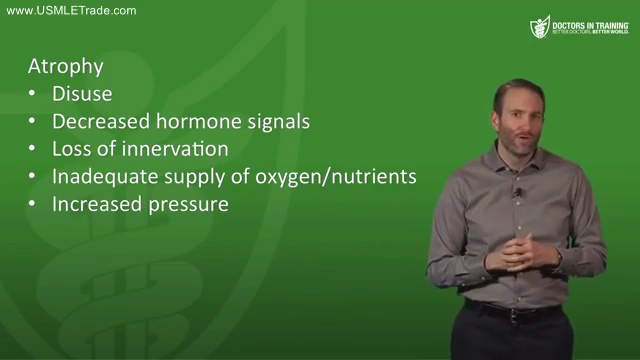 www.USMLETrade.com
DOCTORS IN TRAINING
BETTER DOCTORS. BETTER WORLD.
Atrophy
• Disuse
• Decreased hormone signals
• Loss of innervation
• Inadequate supply of oxygen/nutrients
• Increased pressure